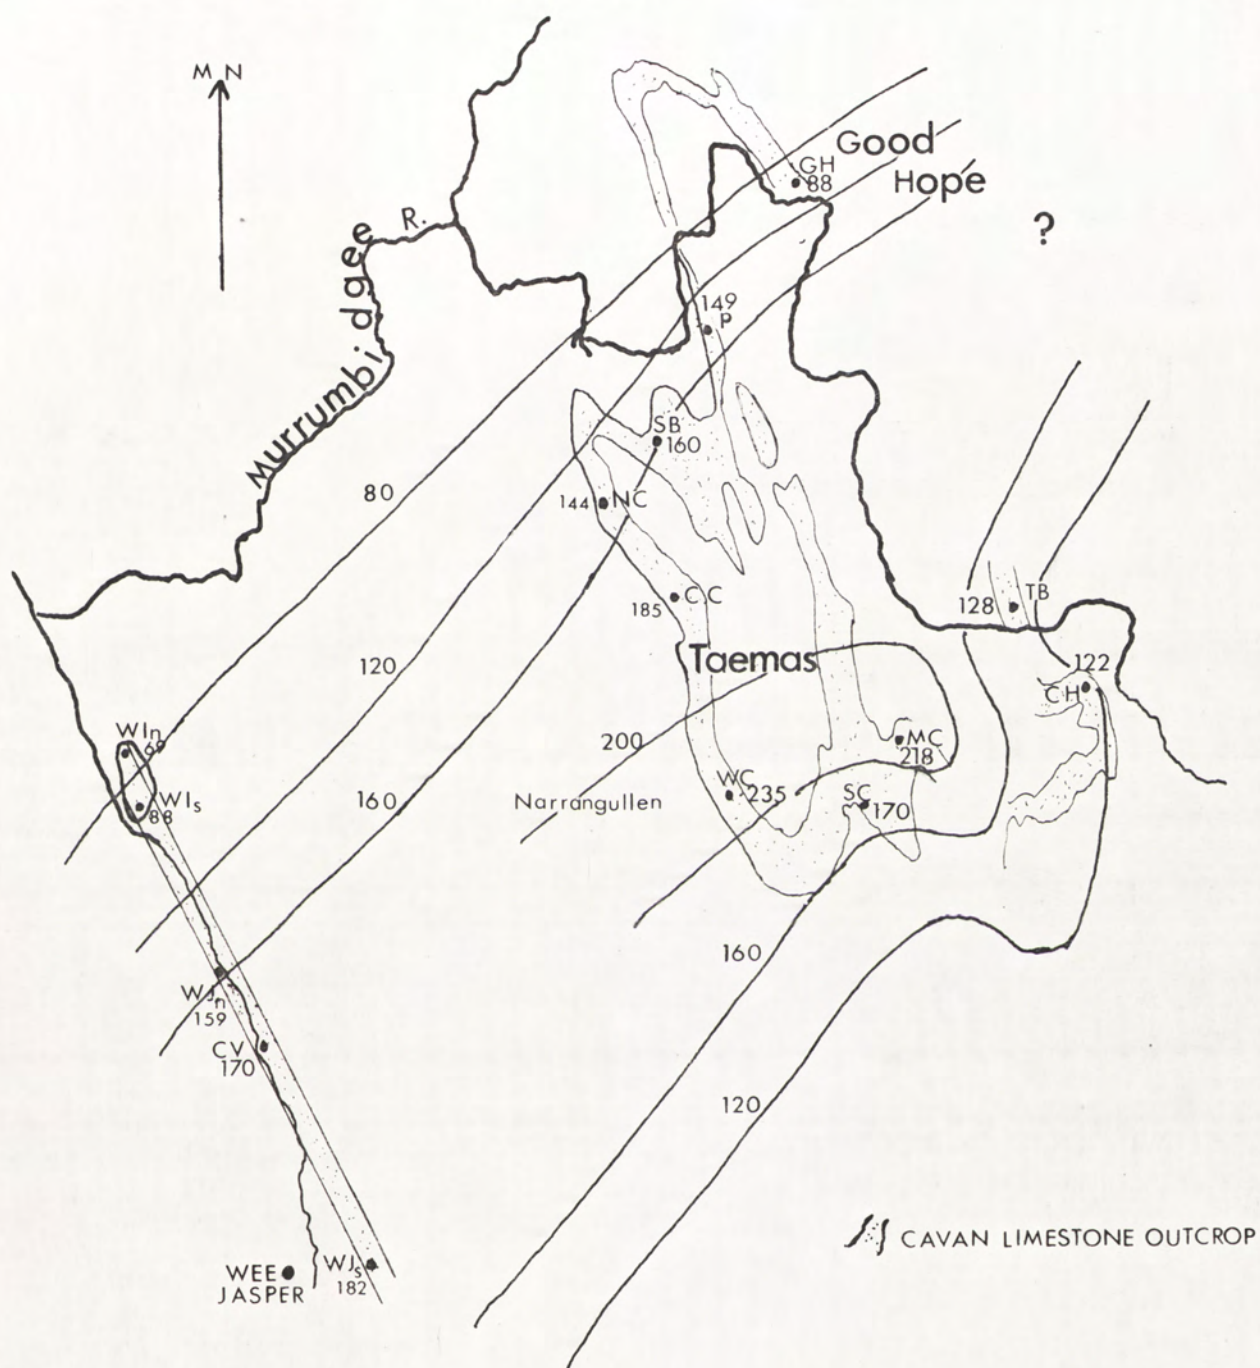 M N
Good
Hope
GH
88
?
R.
Murrumbidgee
149
P
SB
160
80
144 NC
CC
185
128
TB
120
Taemas
122
CH
WIn
69
200
MC
218
WIs
88
160
Narrangullen
WC
235
SC
170
160
WJn
159
CV
170
120
CAVAN LIMESTONE OUTCROP
WEE
JASPER
WJs
182